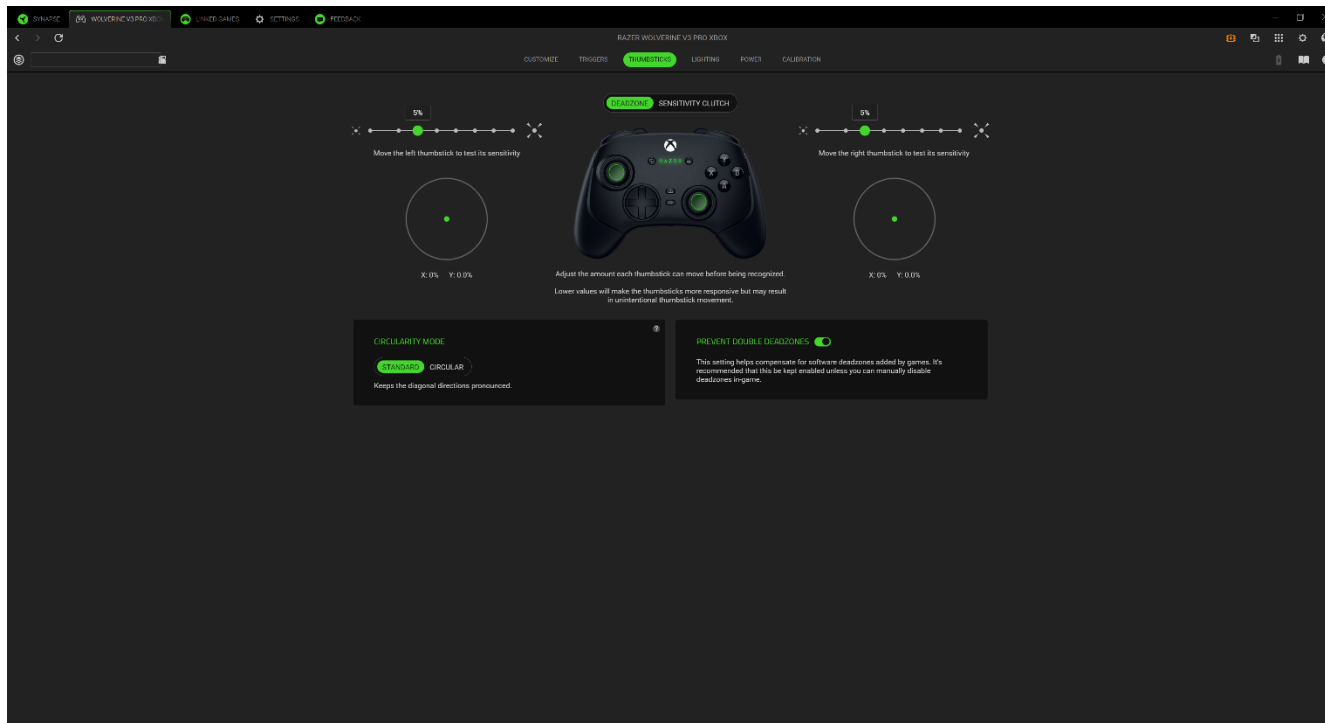 SYNAPSE
WOLVERINE V3 PRO XBO
LINKED GAMES
SETTINGS
FEEDBACK
RAZER WOLVERINE V3 PRO XBOX
CUSTOMIZE
TRIGGERS
THUMBSTICKS
LIGHTING
POWER
CALIBRATION
DEADZONE
SENSITIVITY CLUTCH
5%
Move the left thumbstick to test its sensitivity
X: 0% Y: 0.0%
RAZER
Y
X
B
A
5%
Move the right thumbstick to test its sensitivity
X: 0% Y: 0.0%
Adjust the amount each thumbstick can move before being recognized.
Lower values will make the thumbsticks more responsive but may result
in unintentional thumbstick movement.
CIRCULARITY MODE
?
STANDARD
CIRCULAR
Keeps the diagonal directions pronounced.
PREVENT DOUBLE DEADZONES
This setting helps compensate for software deadzones added by games. It's
recommended that this be kept enabled unless you can manually disable
deadzones in-game.